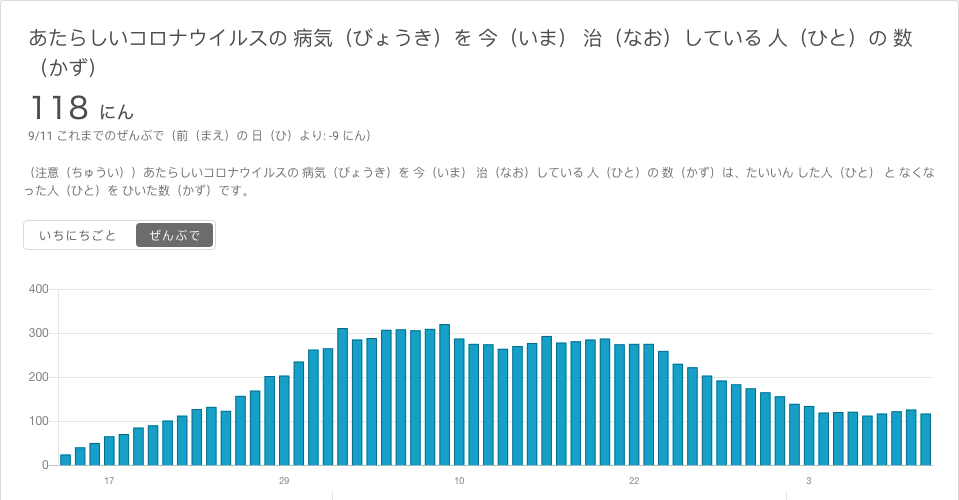 あたらしいコロナウイルスの 病気（びょうき）を 今（いま） 治（なお）している 人（ひと）の 数
（かず）
118 にん
9/11 これまでのぜんぶで（前（まえ）の 日（ひ）より: -9 にん）
（注意（ちゅうい））あたらしいコロナウイルスの 病気（びょうき）を 今（いま） 治（なお）している 人（ひと）の 数（かず）は、たいいん した人（ひと） と なくな
った人（ひと）を ひいた数（かず）です。
いちにちごと ぜんぶで
400
300
200
100
0
17 29 10 22 3